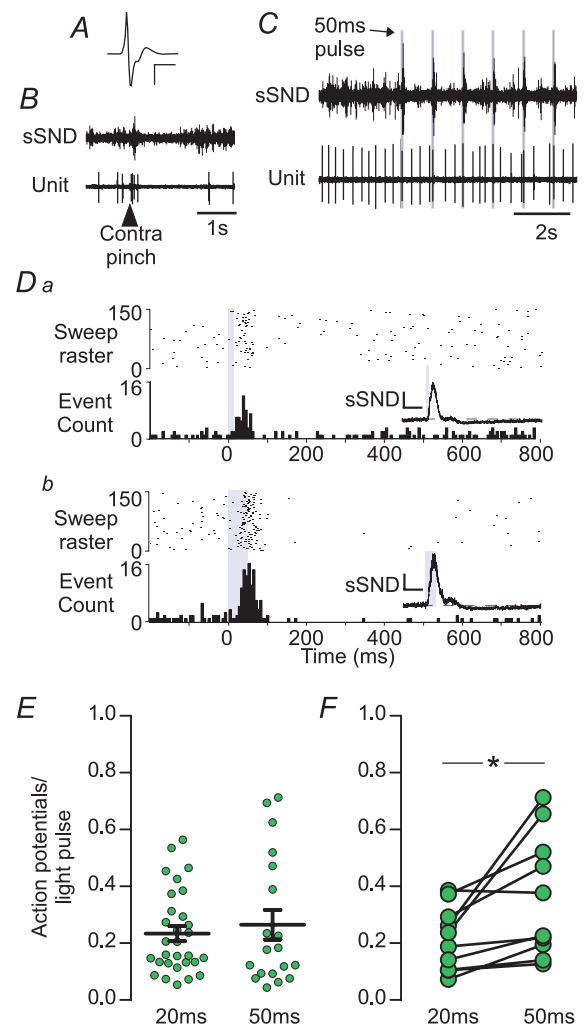 A
B
sSND
Unit
Contra
pinch
1s
C
50ms
pulse
sSND
Unit
2s
D a
150
Sweep
raster
0
16
Event
Count
0
sSND
0 200 400 600 800
b
150
Sweep
raster
0
16
Event
Count
0
sSND
0 200 400 600 800
Time (ms)
E
Action potentials/
light pulse
1.0
0.8
0.6
0.4
0.2
0.0
20ms 50ms
F
1.0
0.8
0.6
0.4
0.2
0.0
*
20ms 50ms